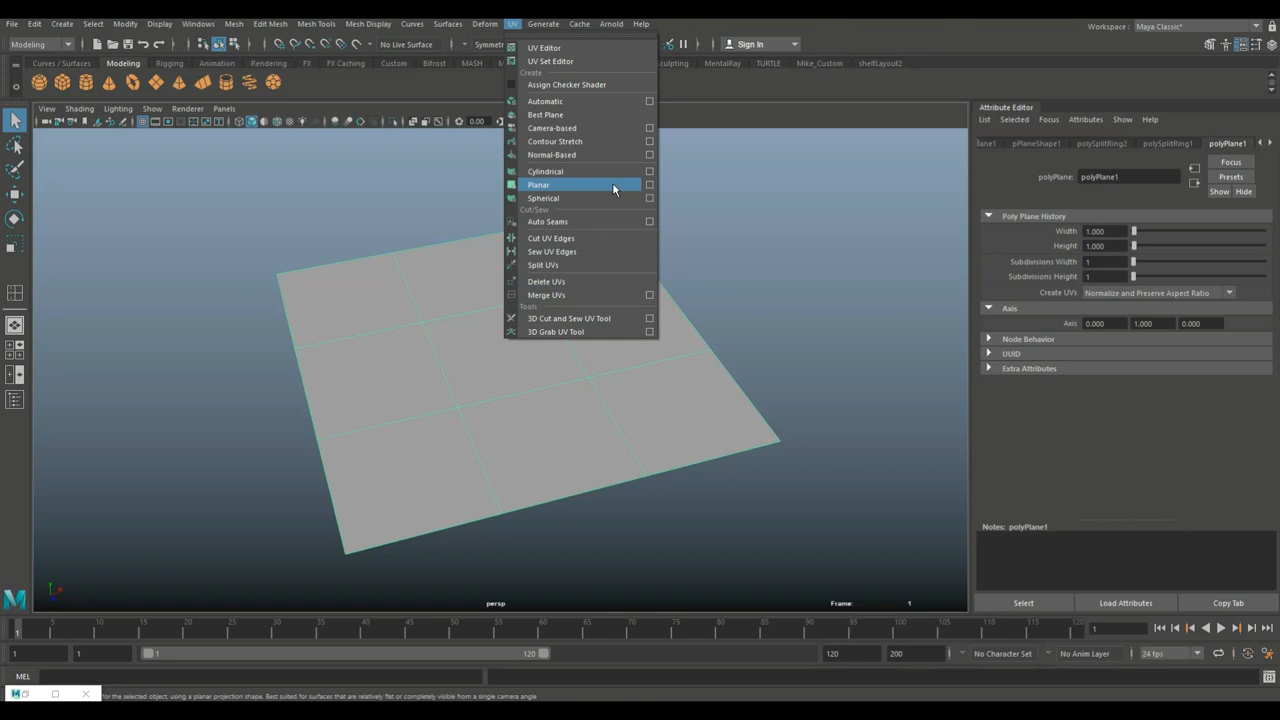 File Edit Create Select Modify Display Windows Mesh Edit Mesh Mesh Tools Mesh Display Curves Surfaces Deform UV Generate Cache Arnold Help
Workspace : Maya Classic*
Modeling No Live Surface Symmetr Sign In
Curves / Surfaces Modeling Rigging Animation Rendering FX FX Caching Custom Bifrost MASH Sculpting MentalRay TURTLE Mike_Custom shelfLayout2
View Shading Lighting Show Renderer Panels
0.00
UV Editor
UV Set Editor
Create
Assign Checker Shader
Automatic
Best Plane
Camera-based
Contour Stretch
Normal-Based
Cylindrical
Planar
Spherical
Cut/Sew
Auto Seams
Cut UV Edges
Sew UV Edges
Split UVs
Delete UVs
Merge UVs
Tools
3D Cut and Sew UV Tool
3D Grab UV Tool
persp
Frame: 1
Attribute Editor
List Selected Focus Attributes Show Help
lane1 pPlaneShape1 polySplitRing2 polySplitRing1 polyPlane1
Focus
polyPlane: polyPlane1
Presets
Show Hide
Poly Plane History
Width 1.000
Height 1.000
Subdivisions Width 1
Subdivisions Height 1
Create UVs Normalize and Preserve Aspect Ratio
Axis
Axis 0.000 1.000 0.000
Node Behavior
UUID
Extra Attributes
Notes: polyPlane1
Select Load Attributes Copy Tab
1 5 10 15 20 25 30 35 40 45 50 55 60 65 70 75 80 85 90 95 100 105 110 115 120 1
1 1 1 120 120 200 No Character Set No Anim Layer 24 fps
MEL
for the selected object, using a planar projection shape. Best suited for surfaces that are relatively flat or completely visible from a single camera angle